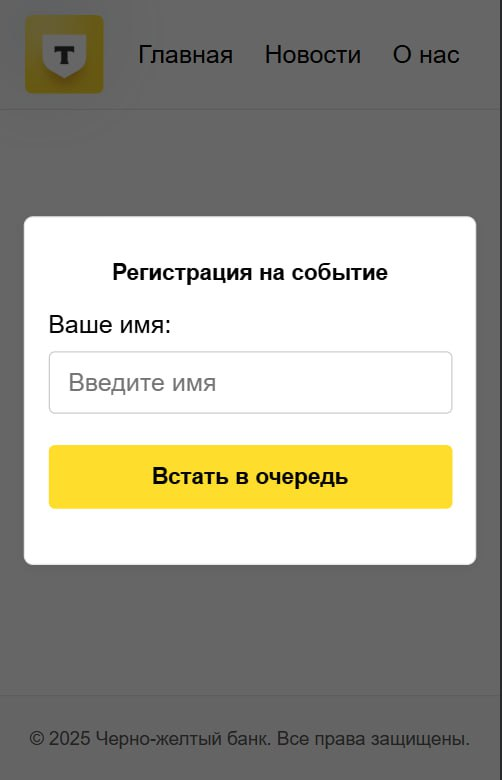 Т
Главная Новости О нас
Регистрация на событие
Ваше имя:
Введите имя
Встать в очередь
© 2025 Черно-желтый банк. Все права защищены.